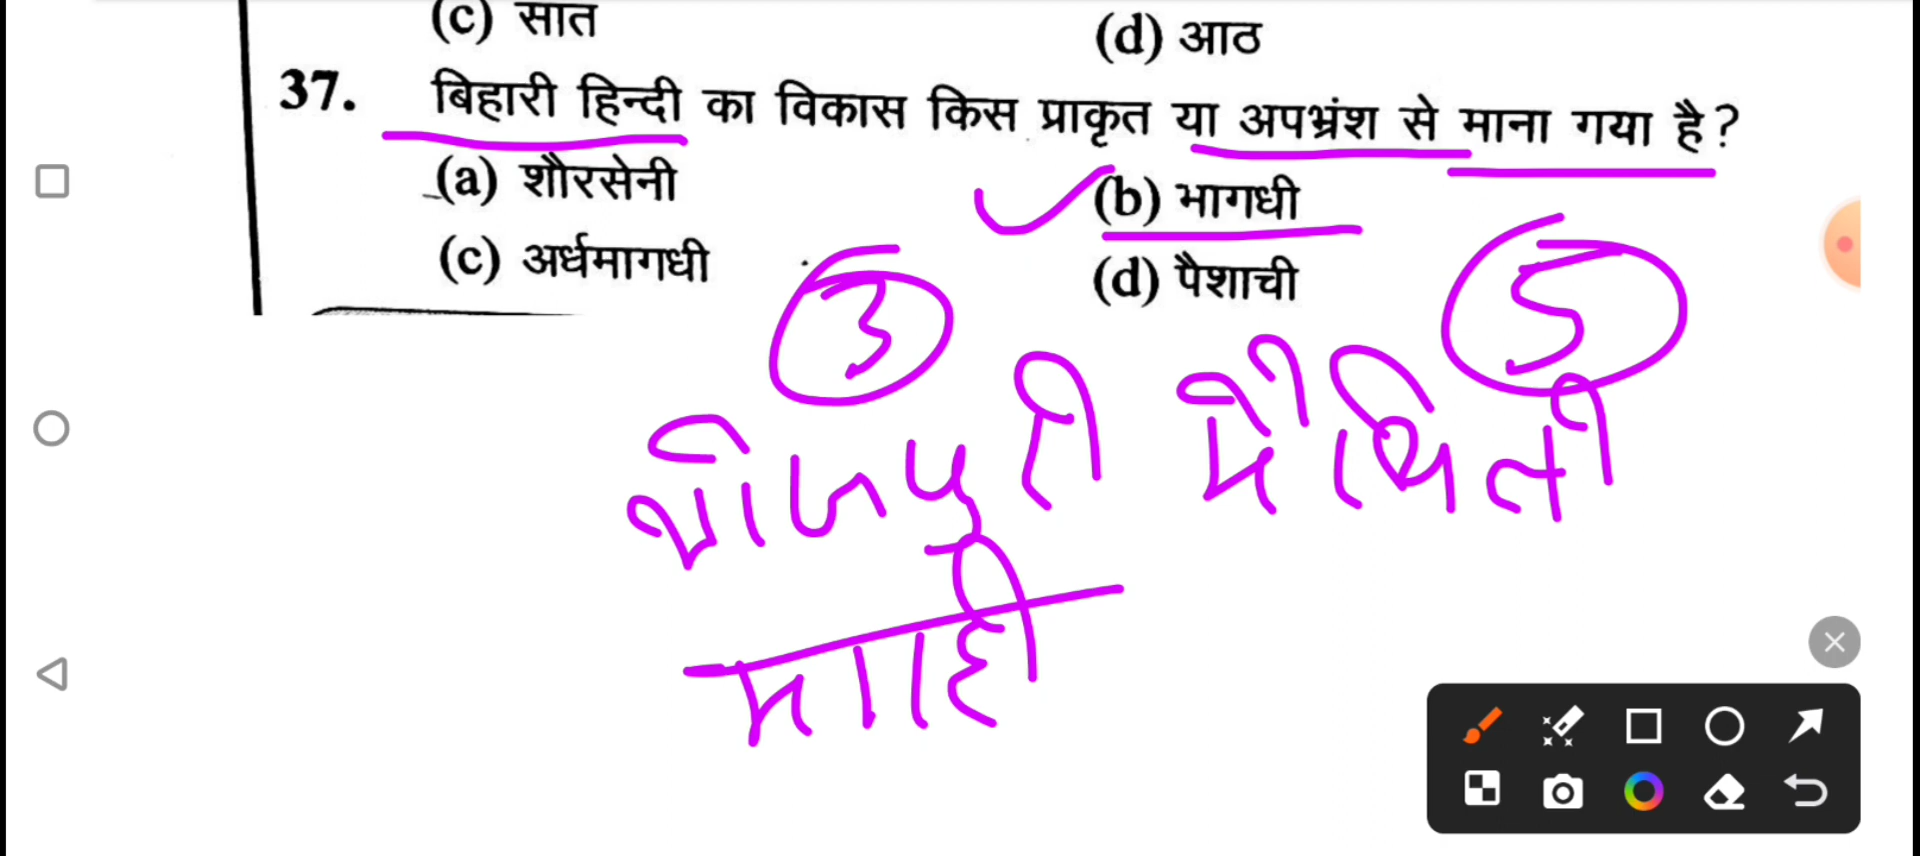 (c) सात (d) आठ
37. बिहारी हिन्दी का विकास किस प्राकृत या अपभ्रंश से माना गया है?
(a) शौरसेनी (b) भागधी
(c) अर्धमागधी (d) पैशाची
3 5
भोजपुरी मैथिली
मगही